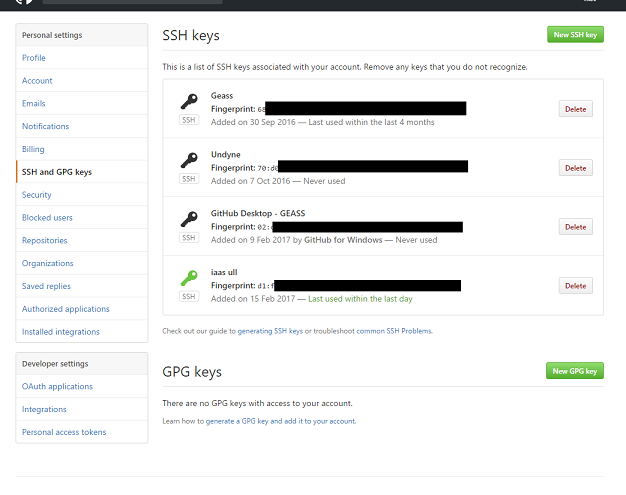 Personal settings
Profile
Account
Emails
Notifications
Billing
SSH and GPG keys
Security
Blocked users
Repositories
Organizations
Saved replies
Authorized applications
Installed integrations
Developer settings
OAuth applications
Integrations
Personal access tokens
SSH keys
New SSH key
This is a list of SSH keys associated with your account. Remove any keys that you do not recognize.
Geass
Fingerprint: 68
Added on 30 Sep 2016 — Last used within the last 4 months
SSH
Delete
Undyne
Fingerprint: 70:d6
Added on 7 Oct 2016 — Never used
SSH
Delete
GitHub Desktop - GEASS
Fingerprint: 02:
Added on 9 Feb 2017 by GitHub for Windows — Never used
SSH
Delete
iaas ull
Fingerprint: d1:f
Added on 15 Feb 2017 — Last used within the last day
SSH
Delete
Check out our guide to generating SSH keys or troubleshoot common SSH Problems.
GPG keys
New GPG key
There are no GPG keys with access to your account.
Learn how to generate a GPG key and add it to your account.